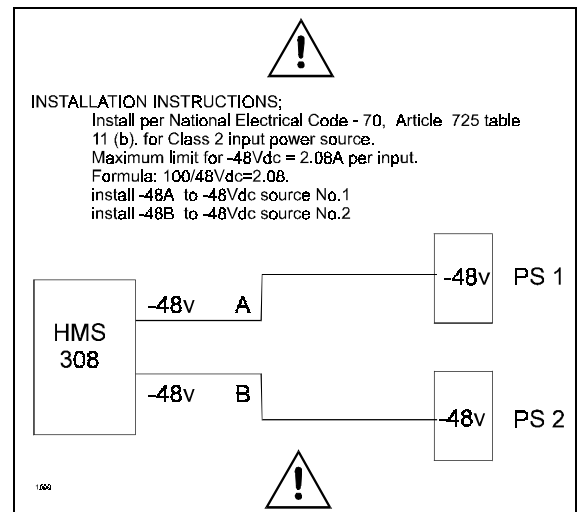 INSTALLATION INSTRUCTIONS;
Install per National Electrical Code - 70, Article 725 table
11 (b). for Class 2 input power source.
Maximum limit for -48Vdc = 2.08A per input.
Formula: 100/48Vdc=2.08.
install -48A to -48Vdc source No.1
install -48B to -48Vdc source No.2
-48v PS 1
-48v A
HMS
308
-48v B
-48v PS 2